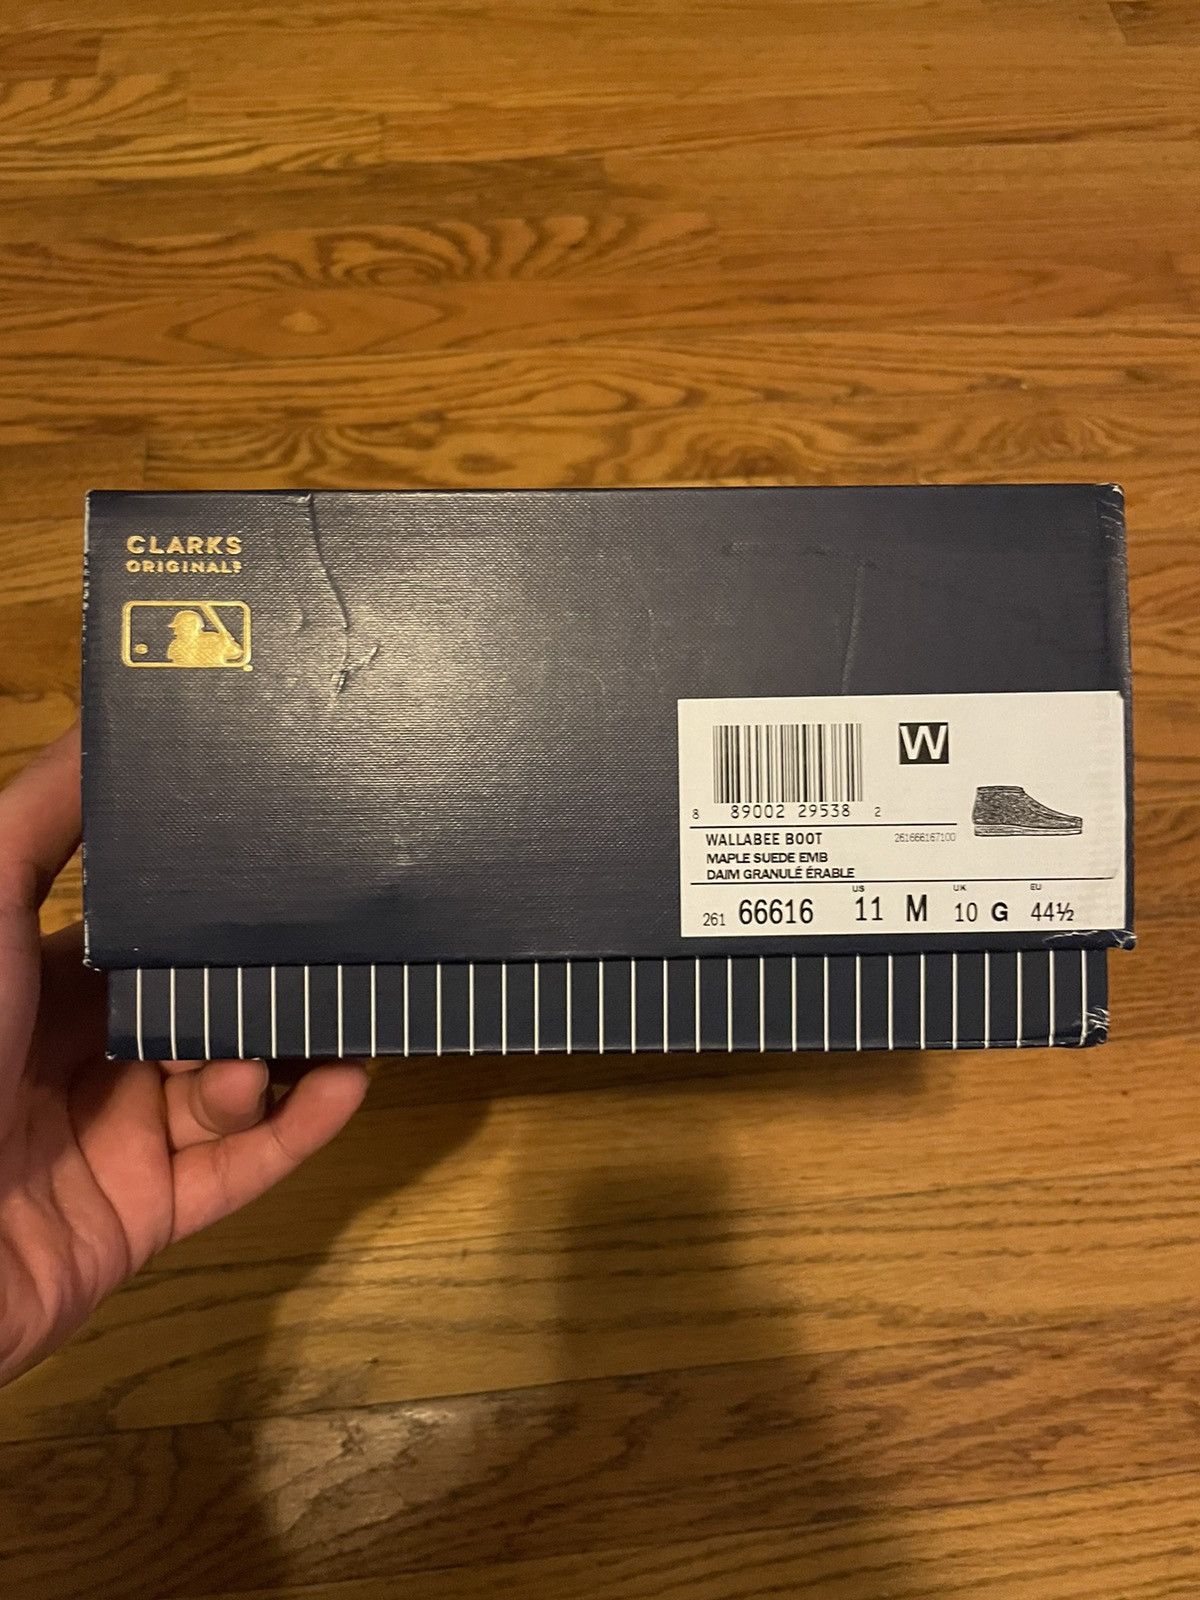 CLARKS
ORIGINALS
W
8 89002 29538 2
WALLABEE BOOT 261666167100
MAPLE SUEDE EMB
DAIM GRANULÉ ÉRABLE
US UK EU
261 66616 11 M 10 G 44½